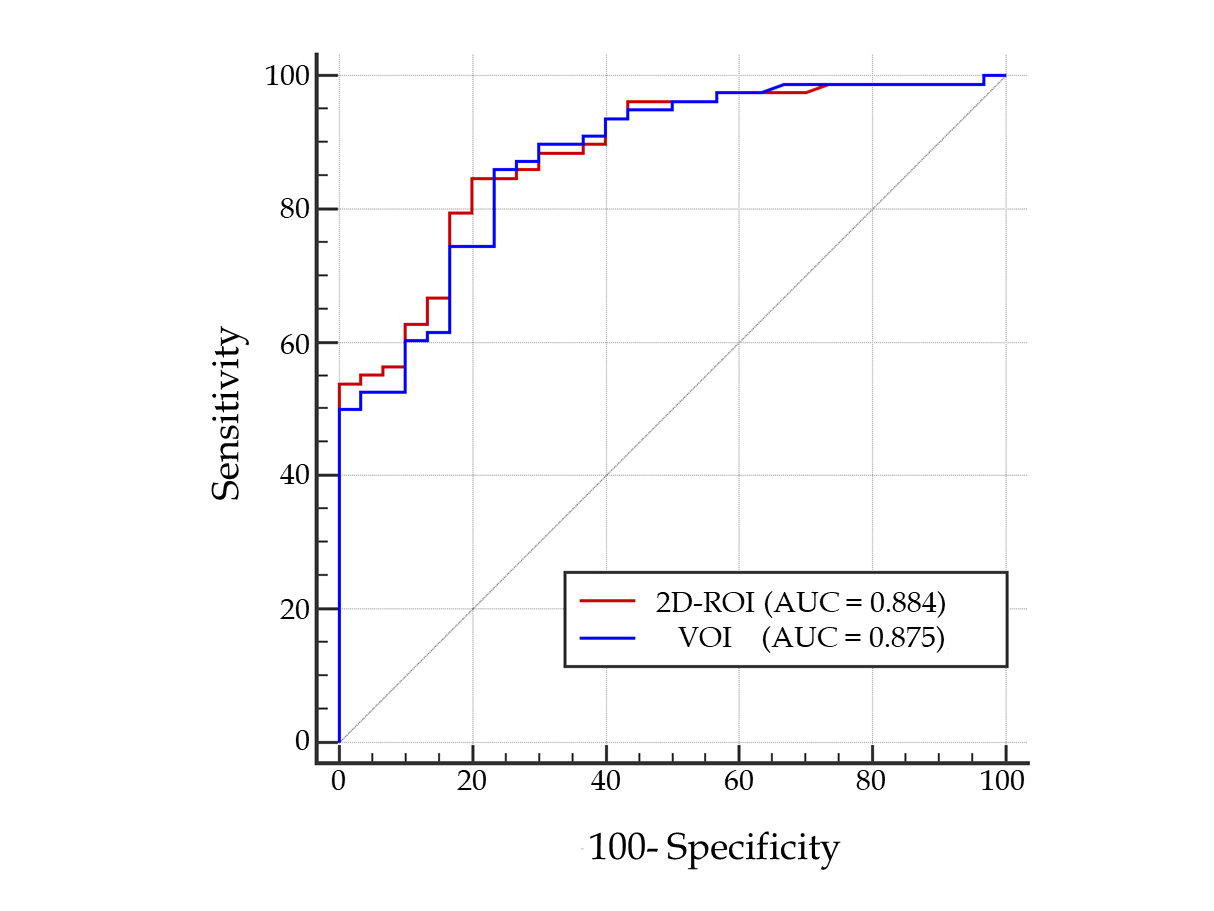 100
80
60
40
20
0
Sensitivity
2D-ROI (AUC = 0.884)
VOI (AUC = 0.875)
0 20 40 60 80 100
100- Specificity